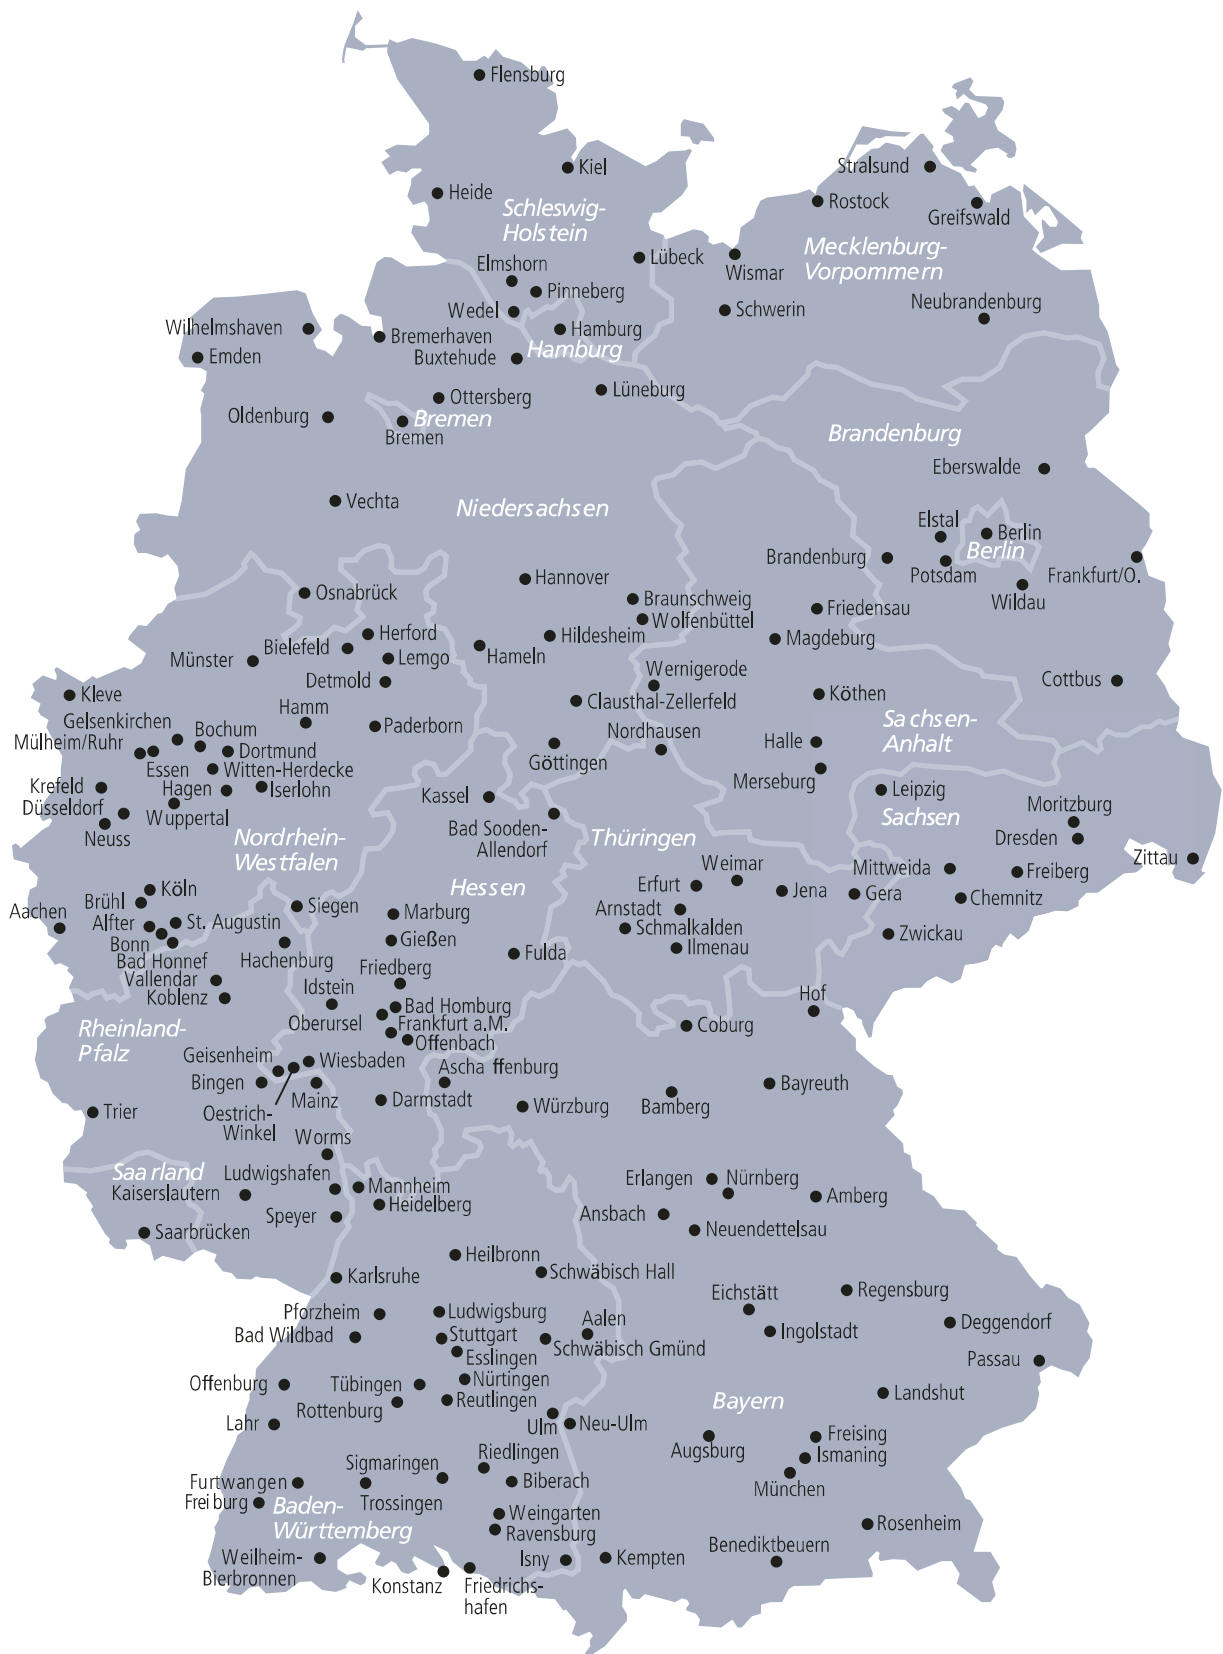 Flensburg
Kiel
Stralsund
Heide
Rostock
Greifswald
Schleswig-
Holstein
Mecklenburg-
Vorpommern
Lübeck
Wismar
Elmshorn
Pinneberg
Neubrandenburg
Wedel
Schwerin
Wilhelmshaven
Hamburg
Bremerhaven
Hamburg
Emden
Buxtehude
Lüneburg
Ottersberg
Oldenburg
Bremen
Bremen
Brandenburg
Eberswalde
Vechta
Niedersachsen
Elstal
Berlin
Berlin
Brandenburg
Potsdam
Frankfurt/O.
Hannover
Osnabrück
Wildau
Braunschweig
Friedensau
Wolfenbüttel
Herford
Hildesheim
Magdeburg
Bielefeld
Lemgo
Hameln
Münster
Wernigerode
Detmold
Cottbus
Kleve
Köthen
Clausthal-Zellerfeld
Gelsenkirchen
Hamm
Sachsen-
Anhalt
Bochum
Paderborn
Nordhausen
Mülheim/Ruhr
Dortmund
Halle
Göttingen
Essen
Witten-Herdecke
Merseburg
Krefeld
Hagen
Iserlohn
Kassel
Leipzig
Düsseldorf
Wuppertal
Moritzburg
Neuss
Nordrhein-
Westfalen
Bad Sooden-
Allendorf
Thüringen
Sachsen
Dresden
Zittau
Weimar
Mittweida
Freiberg
Köln
Hessen
Erfurt
Jena
Gera
Chemnitz
Brühl
Siegen
Aachen
Marburg
Arnstadt
Alfter
St. Augustin
Schmalkalden
Zwickau
Bonn
Gießen
Ilmenau
Bad Honnef
Hachenburg
Fulda
Vallendar
Friedberg
Koblenz
Idstein
Hof
Bad Homburg
Oberursel
Frankfurt a.M.
Coburg
Rheinland-
Pfalz
Offenbach
Geisenheim
Wiesbaden
Aschaffenburg
Bingen
Mainz
Bayreuth
Trier
Oestrich-
Winkel
Darmstadt
Würzburg
Bamberg
Worms
Saarland
Ludwigshafen
Erlangen
Nürnberg
Kaiserslautern
Mannheim
Amberg
Heidelberg
Speyer
Ansbach
Saarbrücken
Neuendettelsau
Heilbronn
Schwäbisch Hall
Karlsruhe
Eichstätt
Regensburg
Pforzheim
Ludwigsburg
Aalen
Deggendorf
Bad Wildbad
Stuttgart
Ingolstadt
Schwäbisch Gmünd
Esslingen
Passau
Offenburg
Tübingen
Nürtingen
Landshut
Rottenburg
Reutlingen
Bayern
Lahr
Ulm
Neu-Ulm
Freising
Augsburg
Riedlingen
Ismaning
Sigmaringen
Furtwangen
Biberach
München
Freiburg
Trossingen
Baden-
Württemberg
Weingarten
Ravensburg
Rosenheim
Weilheim-
Bierbronnen
Isny
Kempten
Benediktbeuern
Konstanz
Friedrichs-
hafen